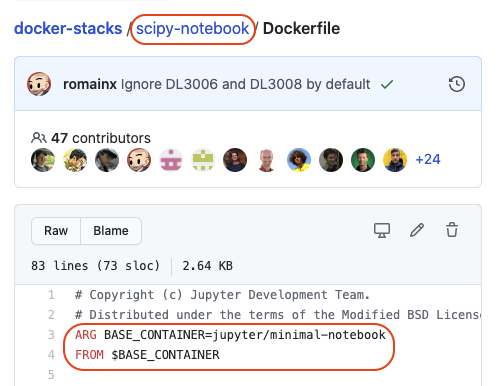 docker-stacks / scipy-notebook / Dockerfile
romainx Ignore DL3006 and DL3008 by default
47 contributors
+24
Raw Blame
83 lines (73 sloc) 2.64 KB
1 # Copyright (c) Jupyter Development Team.
2 # Distributed under the terms of the Modified BSD License
3 ARG BASE_CONTAINER=jupyter/minimal-notebook
4 FROM $BASE_CONTAINER
5